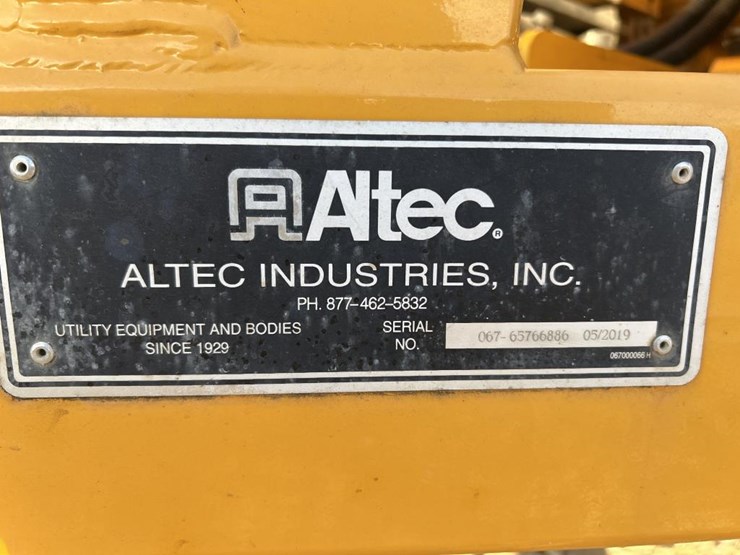 Altec®
ALTEC INDUSTRIES, INC.
PH. 877-462-5832
UTILITY EQUIPMENT AND BODIES
SINCE 1929
SERIAL
NO.
067-65766886 05/2019
067000066 H